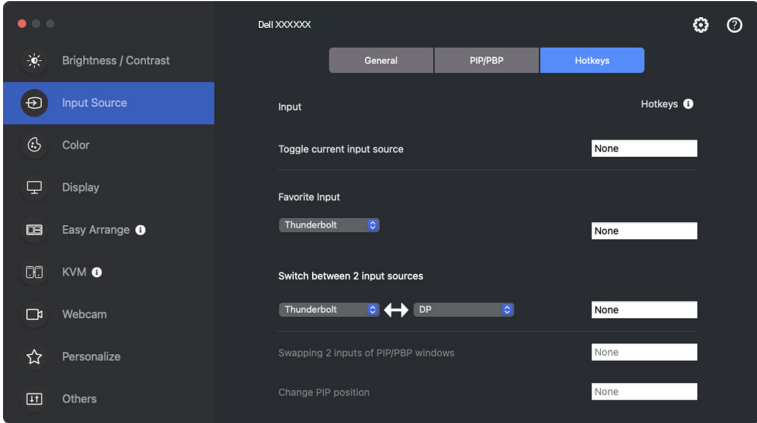 Dell XXXXXX
Brightness / Contrast
Input Source
Color
Display
Easy Arrange
KVM
Webcam
Personalize
Others
General PIP/PBP Hotkeys
Input Hotkeys
Toggle current input source None
Favorite Input
Thunderbolt None
Switch between 2 input sources
Thunderbolt DP None
Swapping 2 inputs of PIP/PBP windows None
Change PIP position None